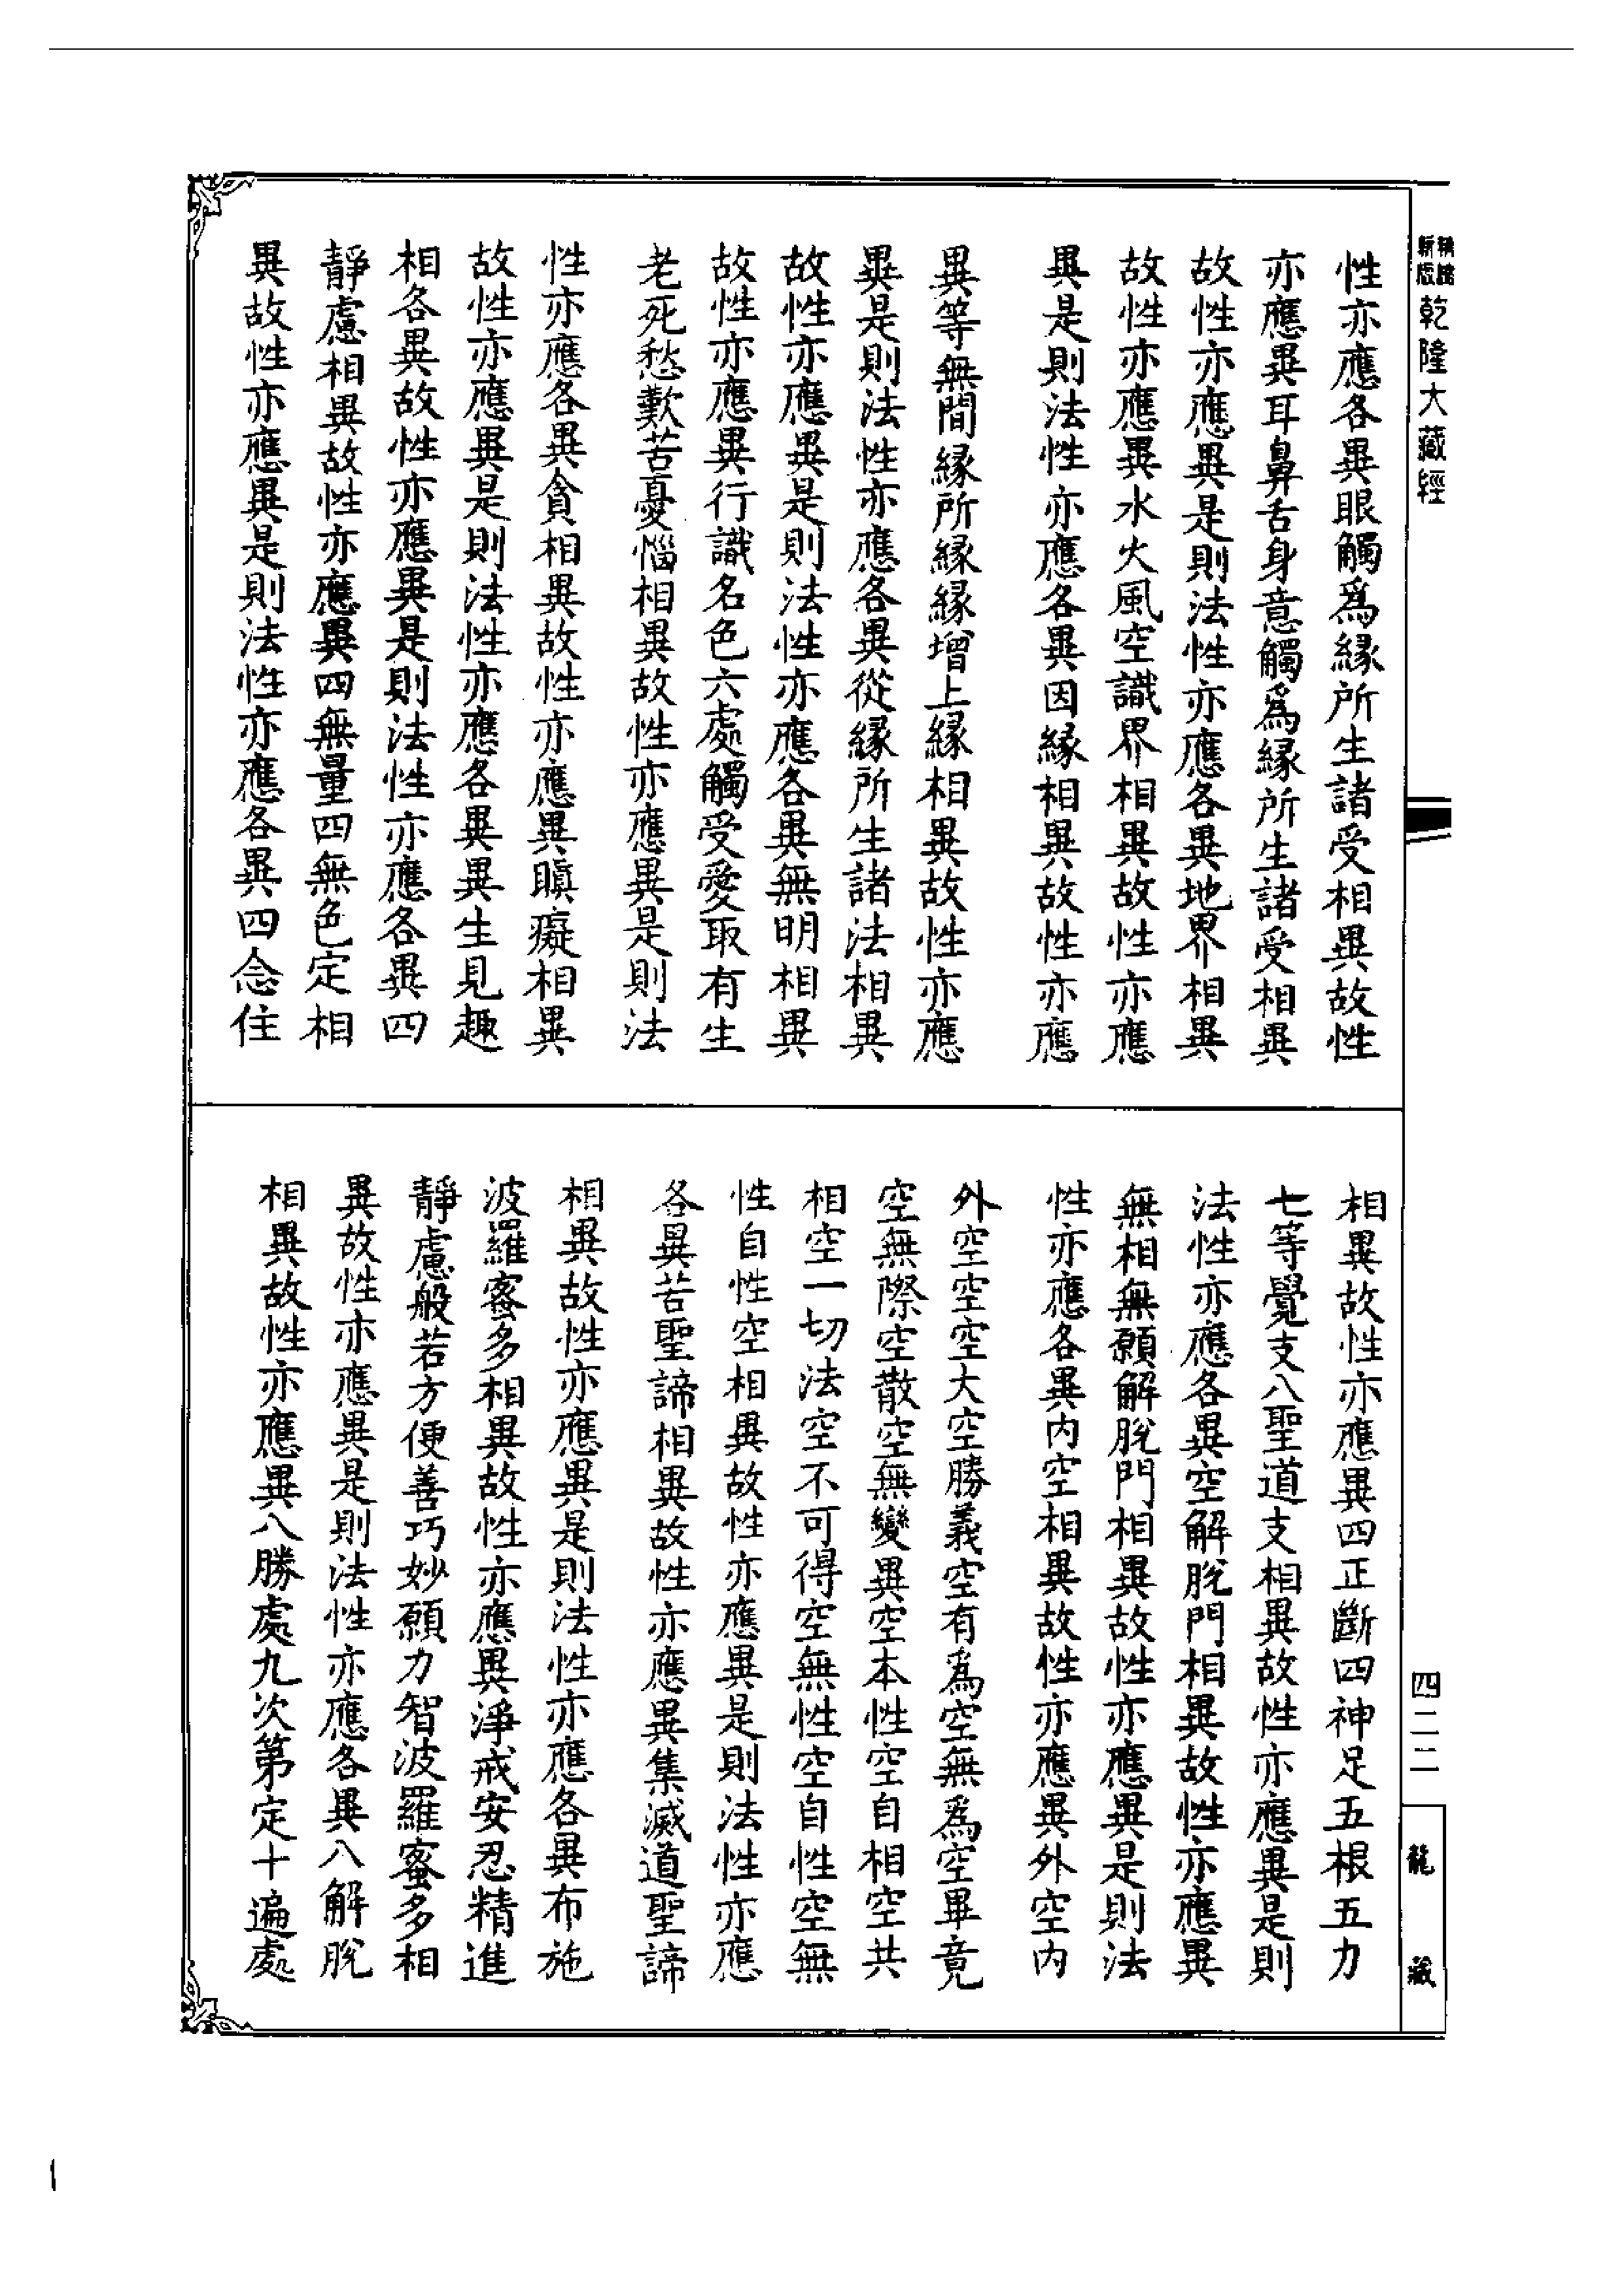 新版
乾隆大藏經
性亦應各異眼觸爲緣所生諸受相異故性
亦應異耳鼻舌身意觸爲緣所生諸受相異
故性亦應異是則法性亦應各異地界相異
故性亦應異水火風空識界相異故性亦應
異是則法性亦應各異因緣相異故性亦應
異等無間緣所緣緣增上緣相異故性亦應
異是則法性亦應各異從緣所生諸法相異
故性亦應異是則法性亦應各異無明相異
故性亦應異行識名色六處觸受愛取有生
老死愁歎苦憂惱相異故性亦應異是則法
性亦應各異貪相異故性亦應異瞋癡相異
故性亦應異是則法性亦應各異異生見趣
相各異故性亦應異是則法性亦應各異四
靜慮相異故性亦應異四無量四無色定相
異故性亦應異是則法性亦應各異四念住
相異故性亦應異四正斷四神足五根五力
七等覺支八聖道支相異故性亦應異是則
法性亦應各異空解脫門相異故性亦應異
無相無願解脫門相異故性亦應異是則法
性亦應各異內空相異故性亦應異外空內
外空空空大空勝義空有爲空無爲空畢竟
空無際空散空無變異空本性空自相空共
相空一切法空不可得空無性空自性空無
性自性空相異故性亦應異是則法性亦應
各異苦聖諦相異故性亦應異集滅道聖諦
相異故性亦應異是則法性亦應各異布施
波羅蜜多相異故性亦應異淨戒安忍精進
靜慮般若方便善巧妙願力智波羅蜜多相
異故性亦應異是則法性亦應各異八解脫
相異故性亦應異八勝處九次第定十遍處
四二二
龍藏